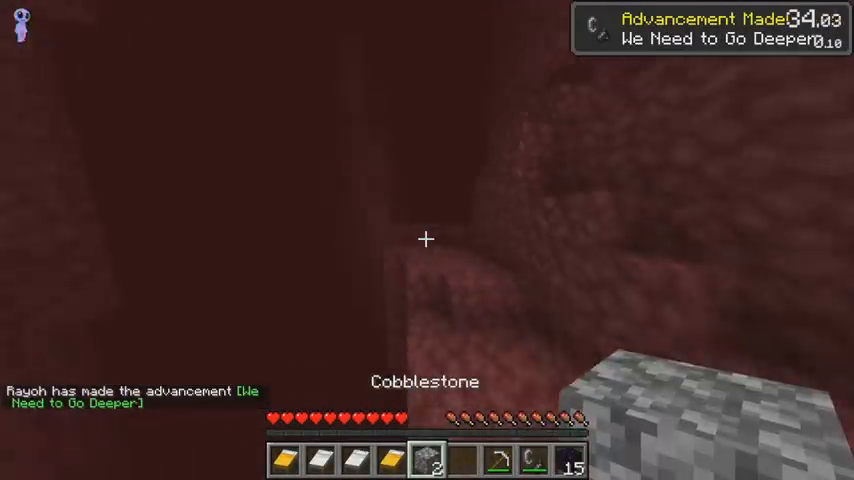 Advancement Made
34.03
We Need to Go Deeper
0.10
Cobblestone
Rayoh has made the advancement [We
Need to Go Deeper]
2
15